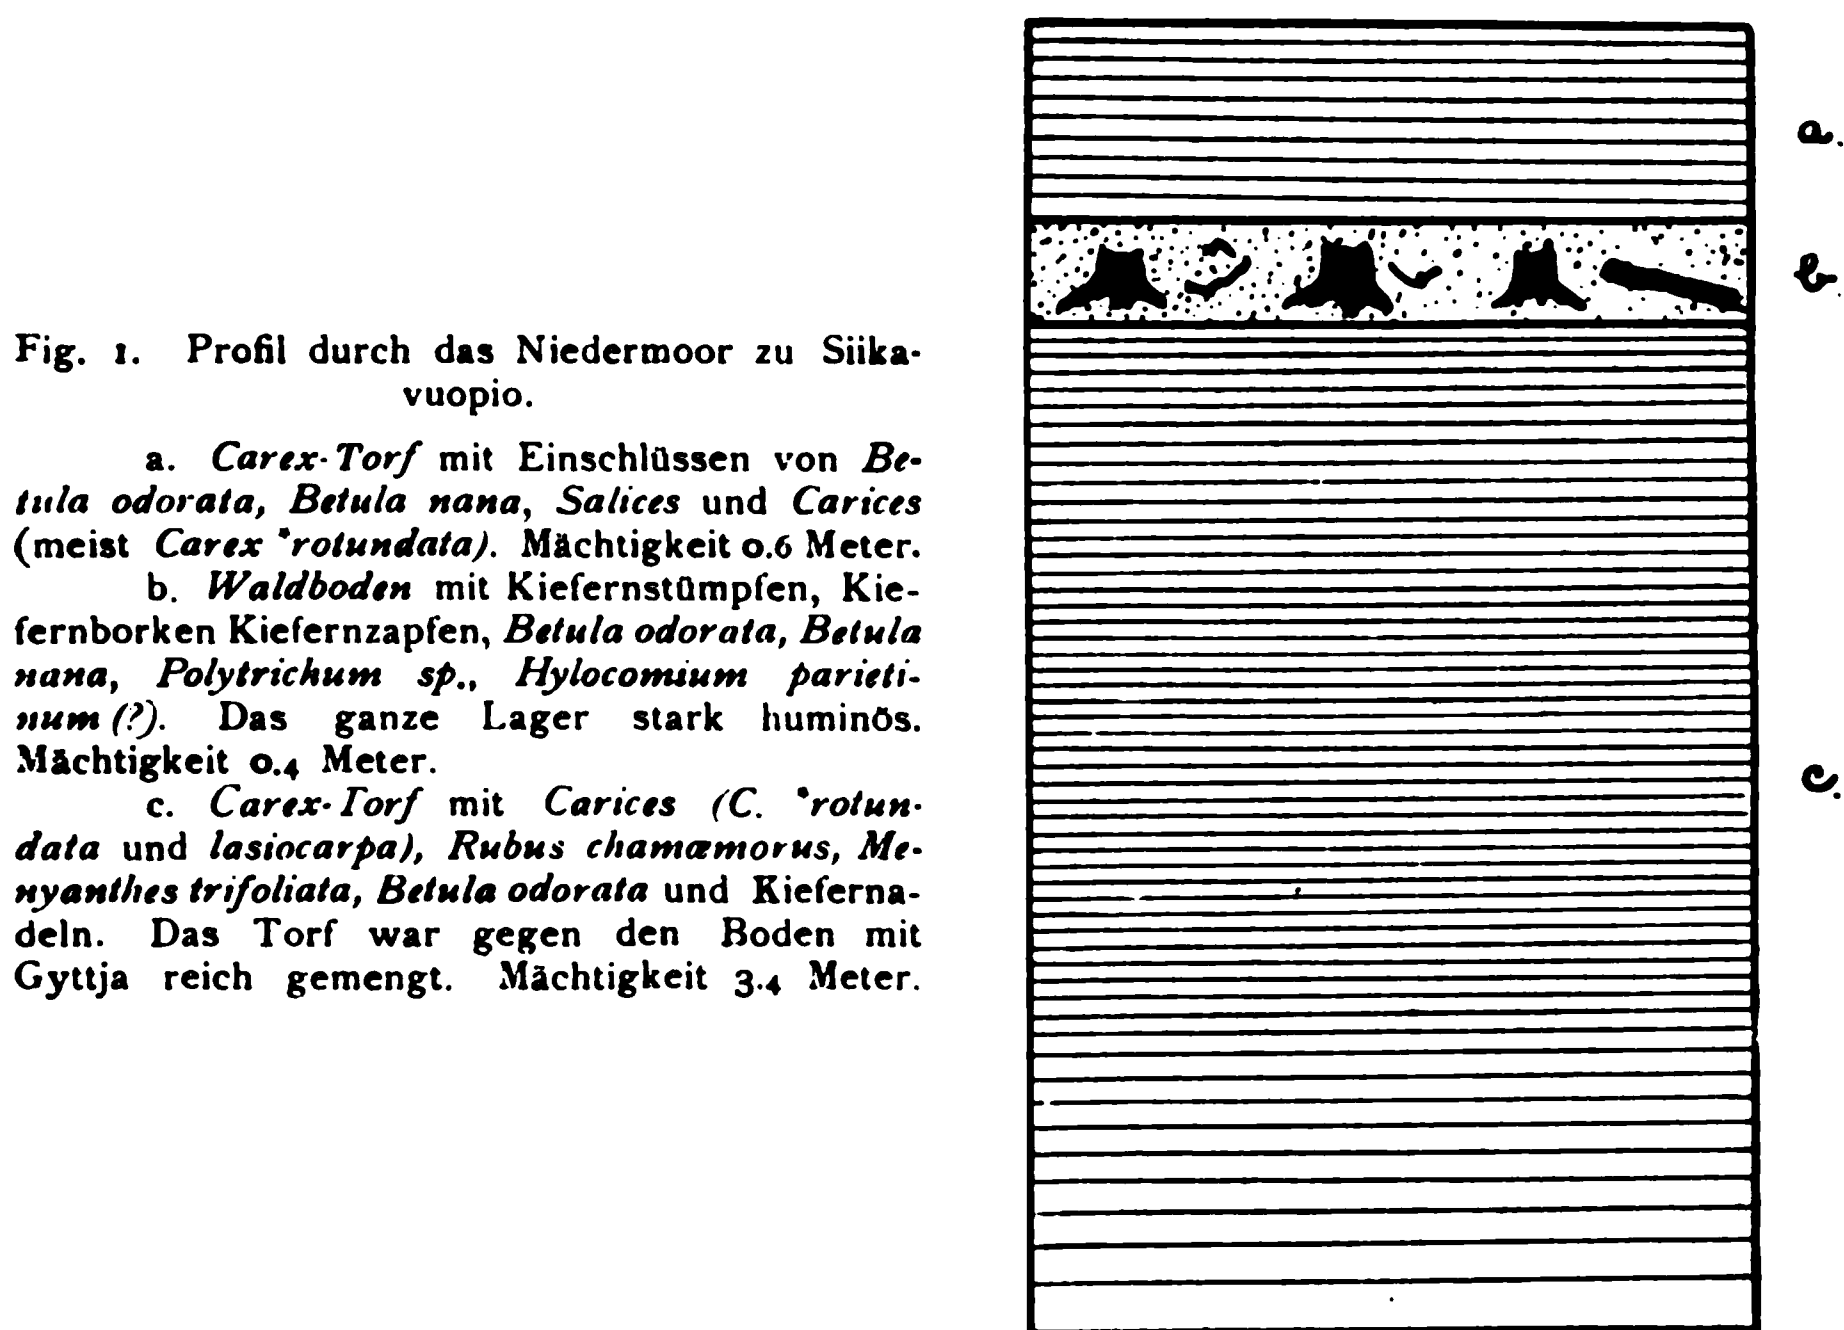 Fig. 1. Profil durch das Niedermoor zu Siika-
vuopio.
a. Carex-Torf mit Einschlüssen von Be-
tula odorata, Betula nana, Salices und Carices
(meist Carex *rotundata). Mächtigkeit 0.6 Meter.
b. Waldboden mit Kiefernstümpfen, Kie-
fernborken Kiefernzapfen, Betula odorata, Betula
nana, Polytrichum sp., Hylocomium parieti-
num (?). Das ganze Lager stark huminös.
Mächtigkeit 0.4 Meter.
c. Carex-Torf mit Carices (C. *rotun-
data und lasiocarpa), Rubus chamæmorus, Me-
nyanthes trifoliata, Betula odorata und Kieferna-
deln. Das Torf war gegen den Boden mit
Gyttja reich gemengt. Mächtigkeit 3.4 Meter.
a.
b.
c.